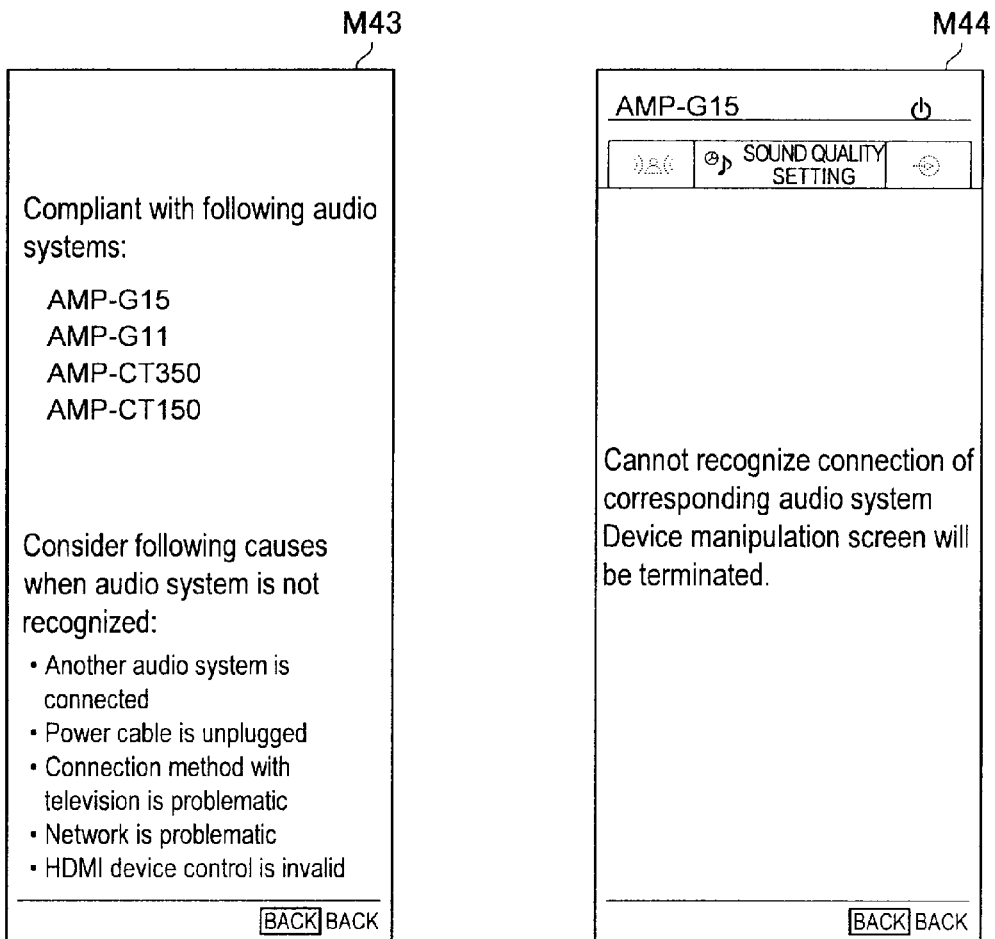 M43
Compliant with following audio
systems:
AMP-G15
AMP-G11
AMP-CT350
AMP-CT150
Consider following causes
when audio system is not
recognized:
• Another audio system is
connected
• Power cable is unplugged
• Connection method with
television is problematic
• Network is problematic
• HDMI device control is invalid
BACK BACK
M44
AMP-G15
SOUND QUALITY
SETTING
Cannot recognize connection of
corresponding audio system
Device manipulation screen will
be terminated.
BACK BACK